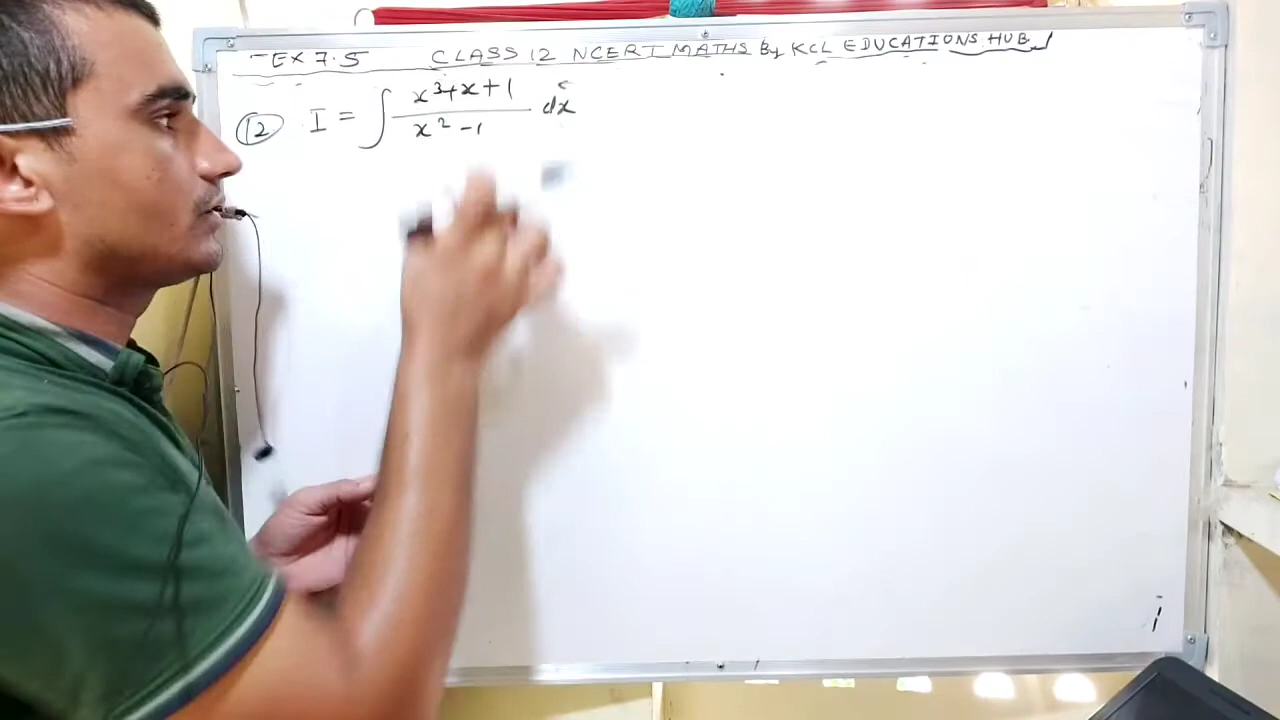 EX 7.5 CLASS 12 NCERT MATHS By KCL EDUCATIONS HUB
(12) I = ∫ (x³+x+1)/(x²-1) dx